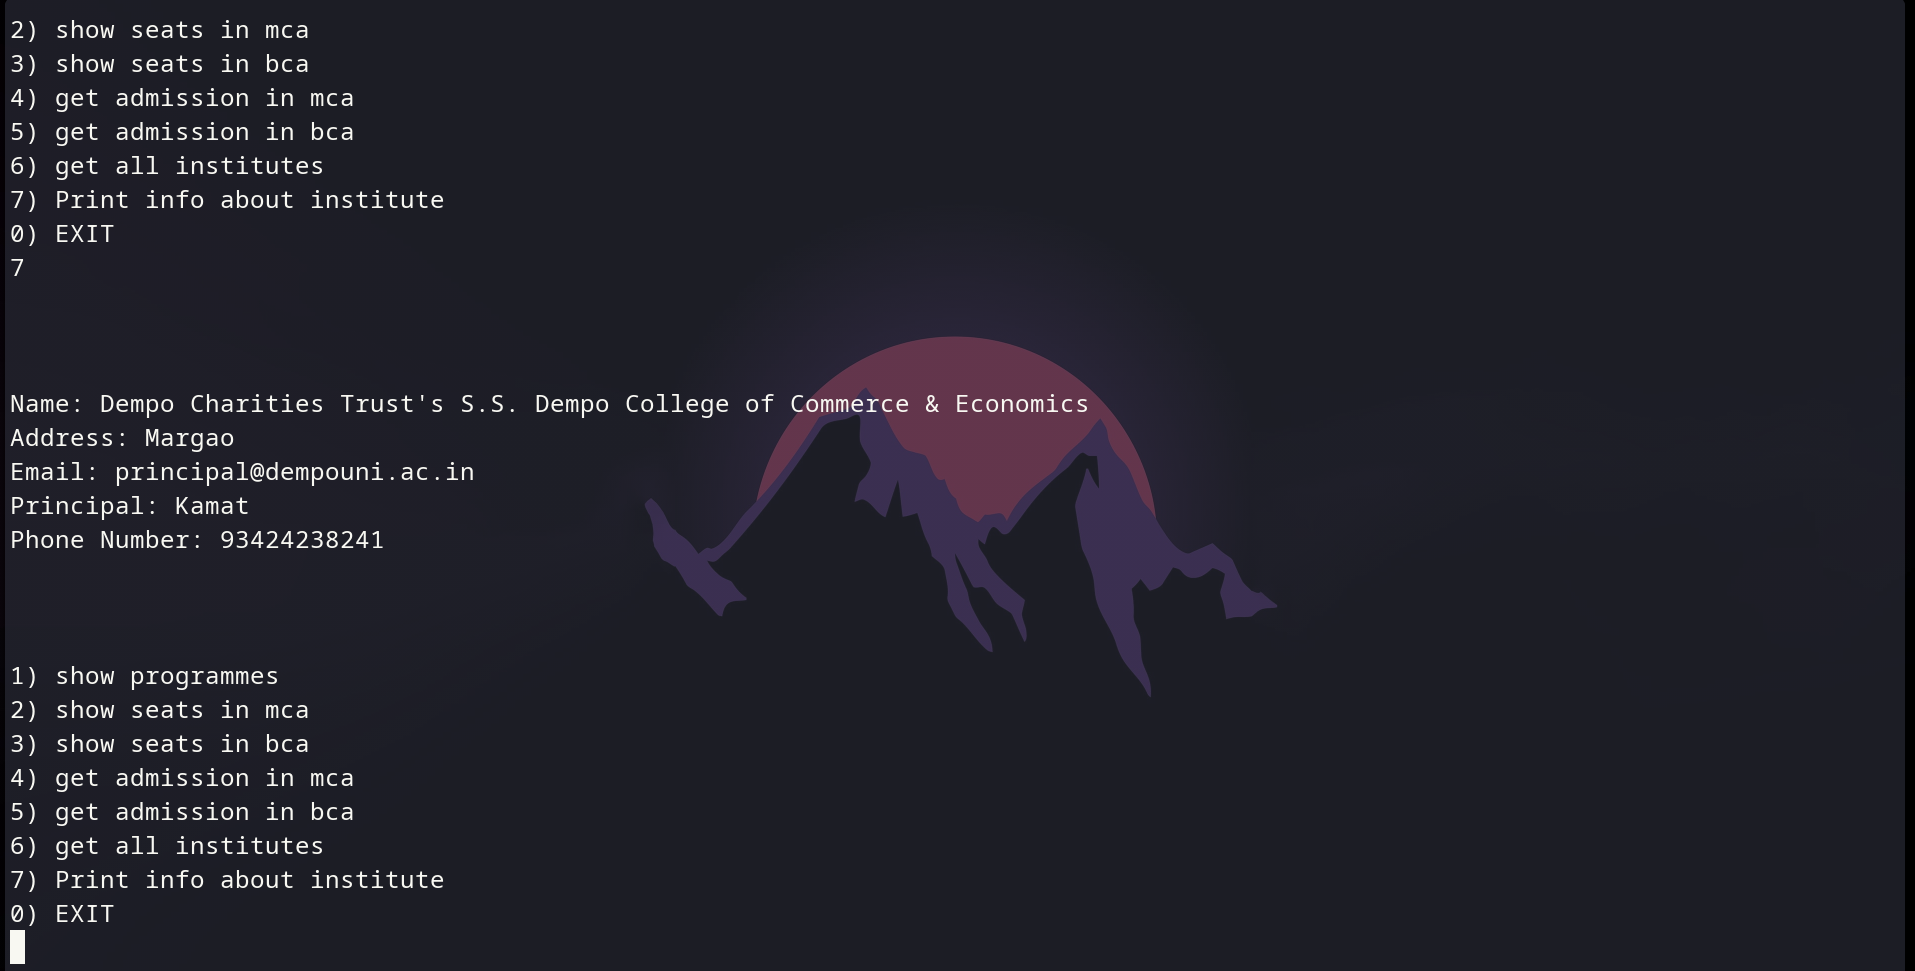 2) show seats in mca
3) show seats in bca
4) get admission in mca
5) get admission in bca
6) get all institutes
7) Print info about institute
0) EXIT
7
Name: Dempo Charities Trust's S.S. Dempo College of Commerce & Economics
Address: Margao
Email: principal@dempouni.ac.in
Principal: Kamat
Phone Number: 93424238241
1) show programmes
2) show seats in mca
3) show seats in bca
4) get admission in mca
5) get admission in bca
6) get all institutes
7) Print info about institute
0) EXIT